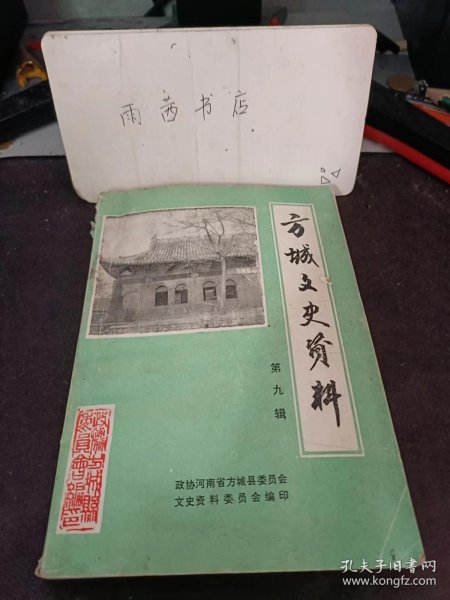 雨茜书店
方城文史资料
第九辑
政协河南省方城县委员会
文史资料委员会编印
孔夫子旧书网
www.kongfz.com